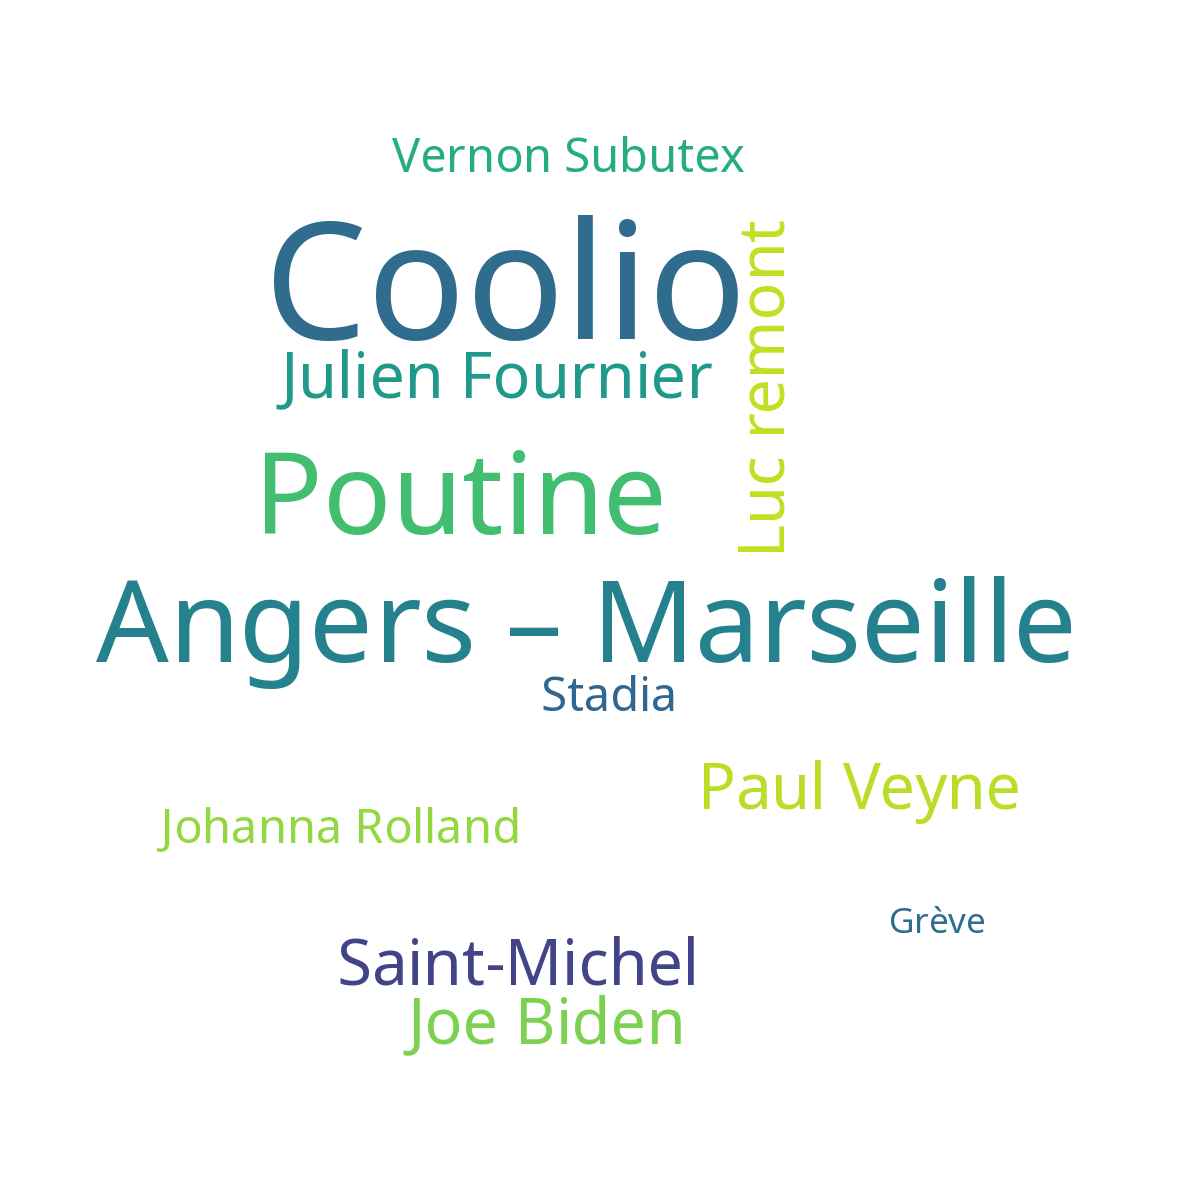 Vernon Subutex
Coolio
Luc remont
Julien Fournier
Poutine
Angers – Marseille
Stadia
Paul Veyne
Johanna Rolland
Grève
Saint-Michel
Joe Biden